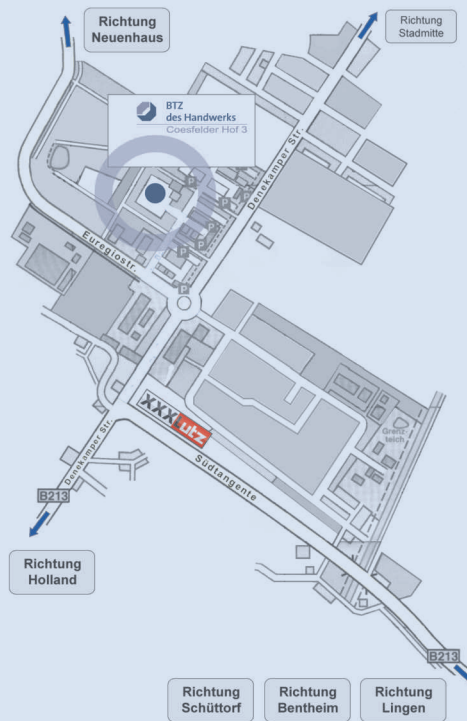 Richtung
Neuenhaus
Richtung
Stadmitte
BTZ
des Handwerks
Coesfelder Hof 3
Denekamper Str.
P
P
P
P
P
P
Euregiostr.
XXXLutz
Südtangente
Grenz-
teich
Denekamper Str.
B213
Richtung
Holland
B213
Richtung
Schüttorf
Richtung
Bentheim
Richtung
Lingen